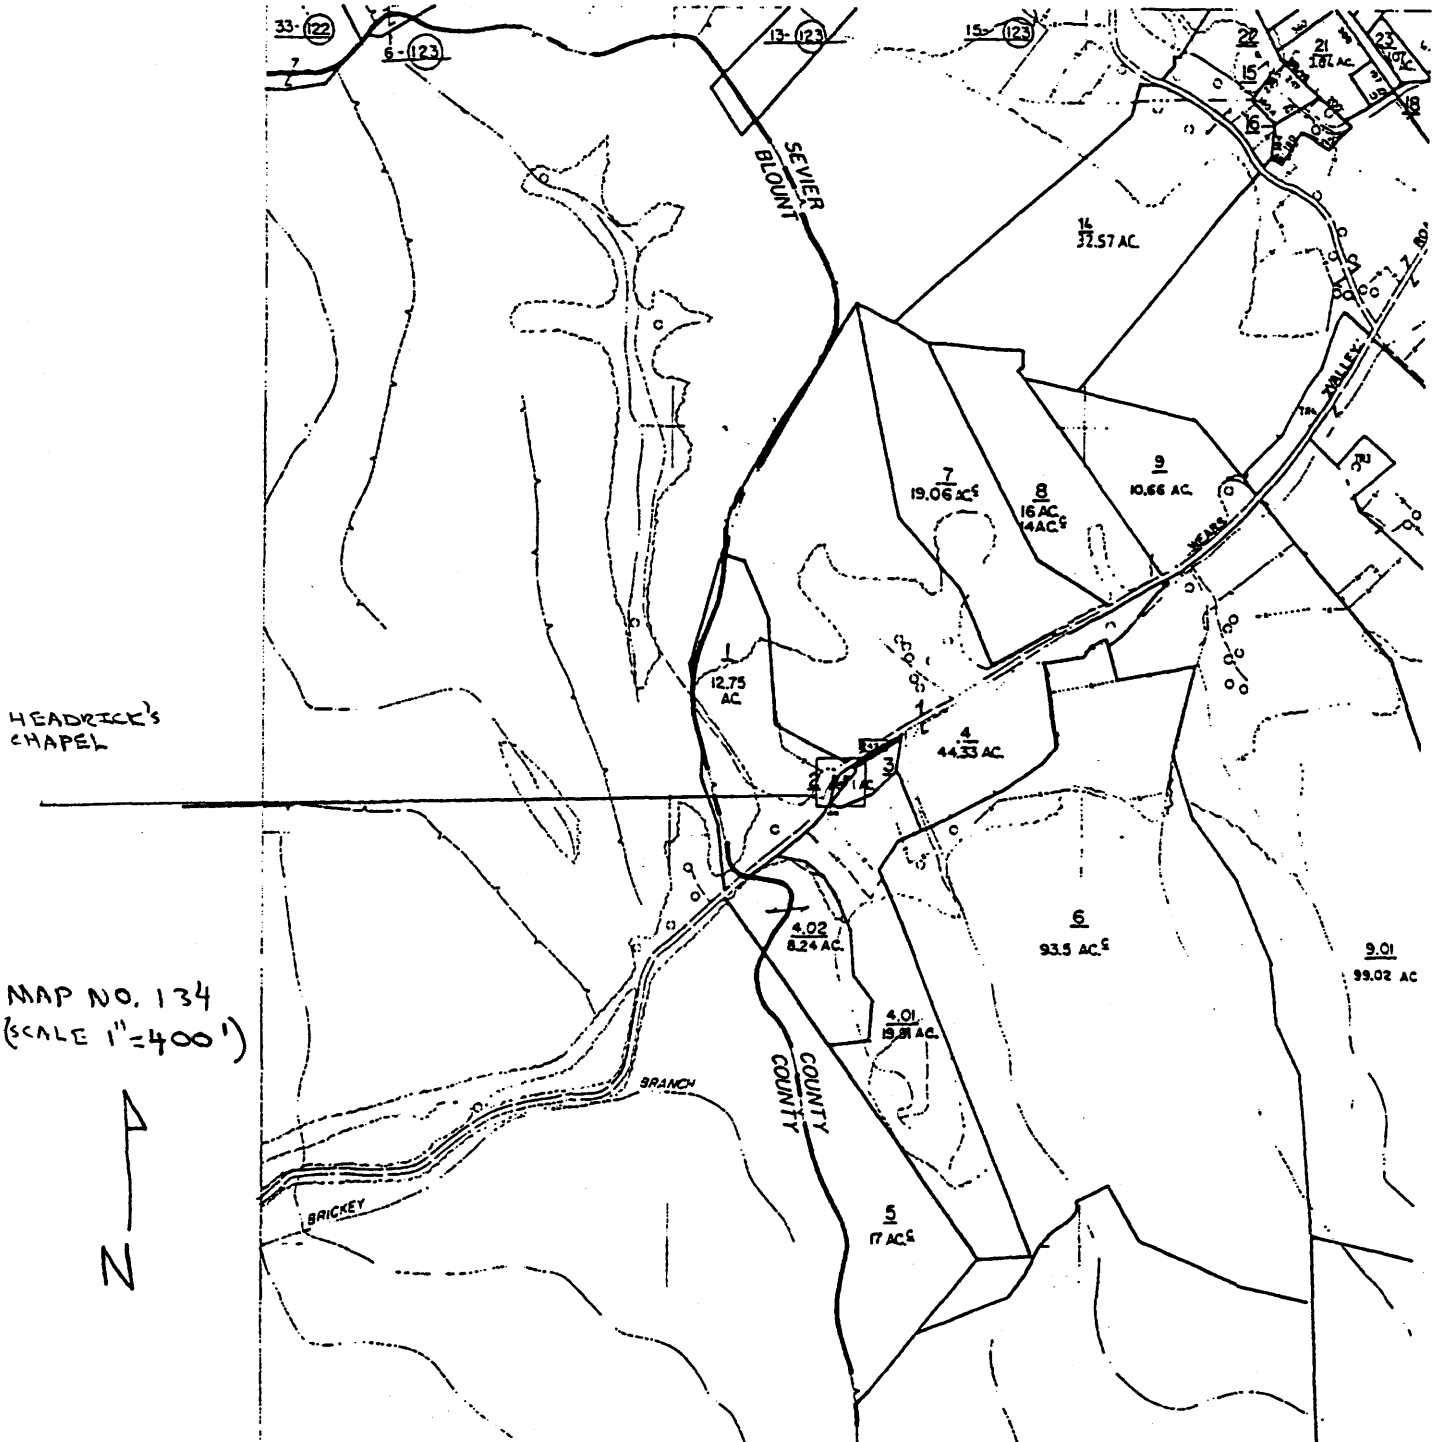 33- 122
6- 123
13- 123
15- 123
7
22
21
23
15
16
18
SEVIER
BLOUNT
14
32.57 AC.
VALLEY
7
19.06 AC.C
8
16 AC.
14 AC.C
9
10.66 AC.
WEARS
1
12.75
AC.
HEADRICK'S
CHAPEL
4
44.33 AC.
3
2
6
93.5 AC.C
4.02
8.24 AC.
9.01
99.02 AC
MAP NO. 134
(SCALE 1"=400')
4.01
COUNTY
COUNTY
BRANCH
BRICKEY
5
17 AC.C
N